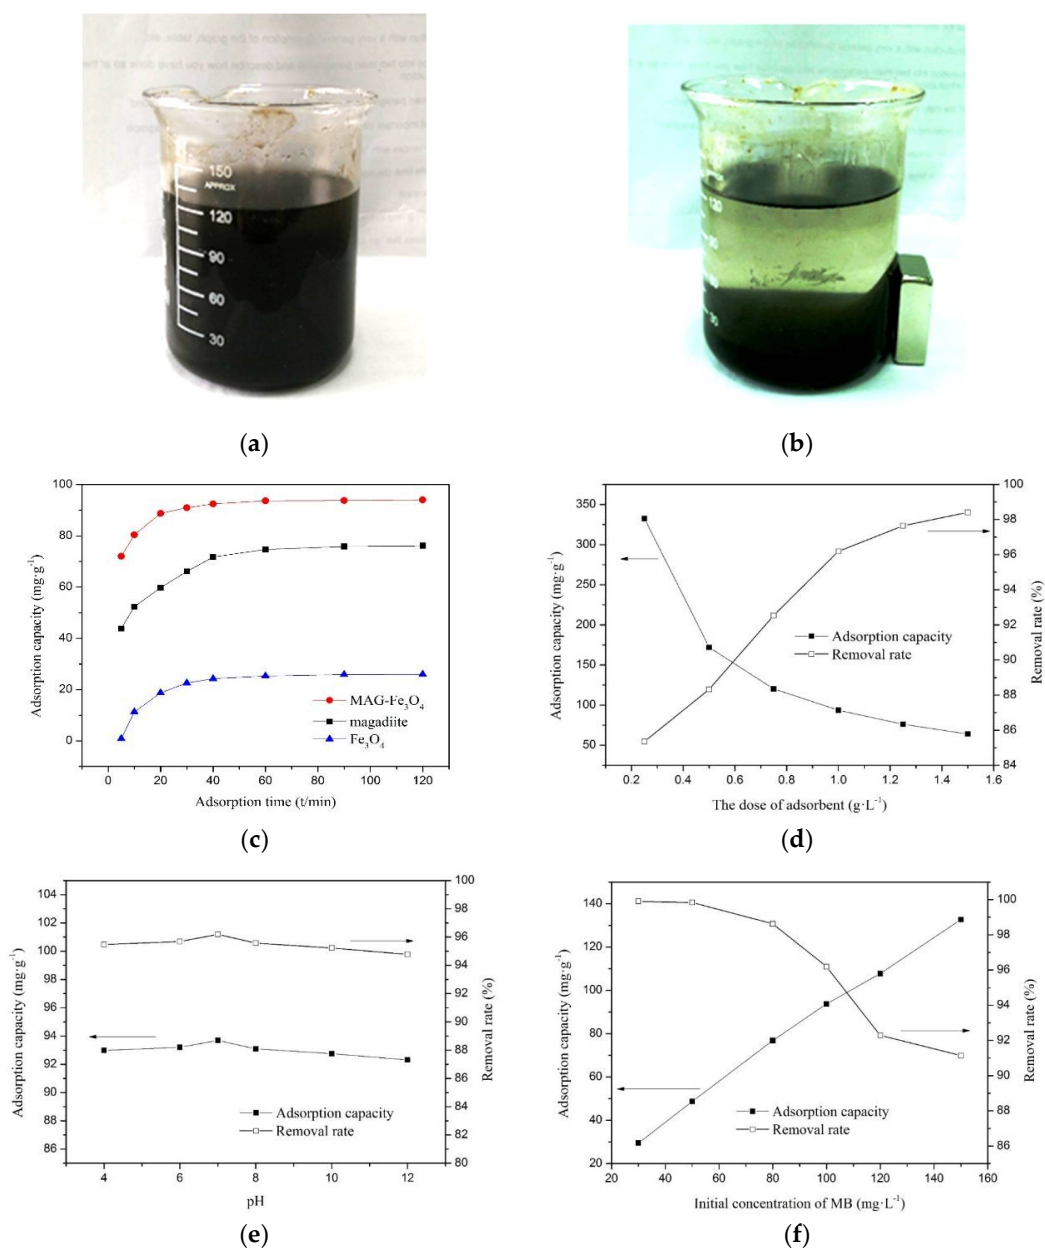 150
APPROX
120
90
60
30
120
90
30
(a)
(b)
Adsorption capacity (mg·g⁻¹)
100
80
60
40
20
0
MAG-Fe₃O₄
magadiite
Fe₃O₄
0 20 40 60 80 100 120
Adsorption time (t/min)
(c)
Adsorption capacity (mg·g⁻¹)
350
300
250
200
150
100
50
Adsorption capacity
Removal rate
100
98
96
94
92
90
88
86
84
Removal rate (%)
0.2 0.4 0.6 0.8 1.0 1.2 1.4 1.6
The dose of adsorbent (g·L⁻¹)
(d)
Adsorption capacity (mg·g⁻¹)
104
102
100
98
96
94
92
90
88
86
Adsorption capacity
Removal rate
100
98
96
94
92
90
88
86
84
82
80
Removal rate (%)
4 6 8 10 12
pH
(e)
Adsorption capacity (mg·g⁻¹)
140
120
100
80
60
40
20
Adsorption capacity
Removal rate
100
99
98
96
94
92
91
90
88
86
Removal rate (%)
20 40 60 80 100 120 140 160
Initial concentration of MB (mg·L⁻¹)
(f)